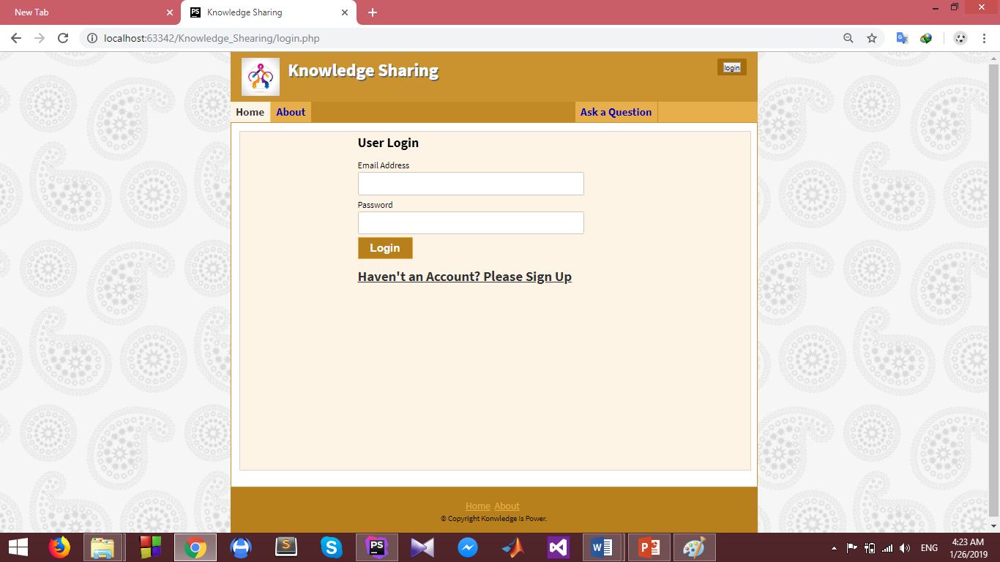 New Tab
Knowledge Sharing
localhost:63342/Knowledge_Shearing/login.php
Knowledge Sharing
login
Home About Ask a Question
User Login
Email Address
Password
Login
Haven't an Account? Please Sign Up
Home About
© Copyright Konwledge Is Power.
PS
S
S
PS
W
P
ENG
4:23 AM
1/26/2019